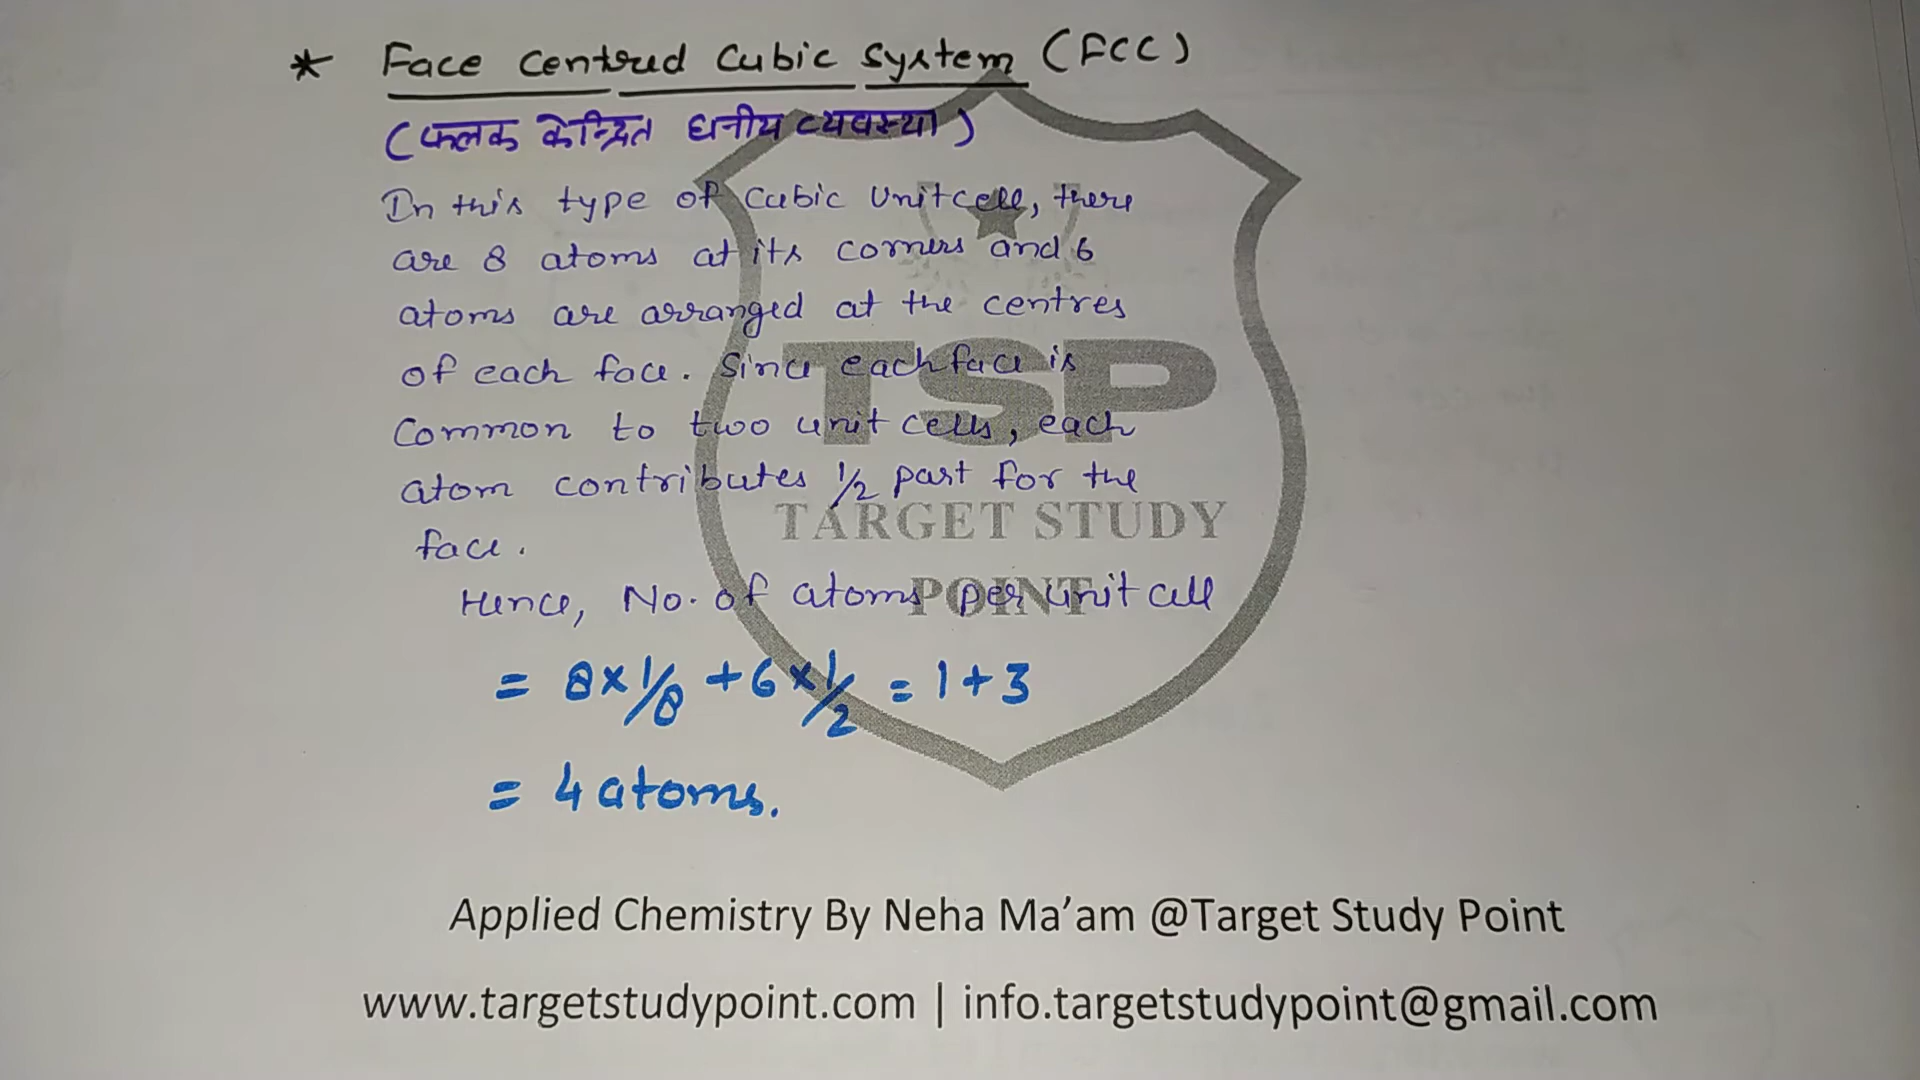 * Face Centred Cubic System (FCC)
(फलक केन्द्रित घनीय व्यवस्था)
In this type of Cubic Unit cell, there
are 8 atoms at its corners and 6
atoms are arranged at the centres
of each face. Since each face is
Common to two unit cells, each
atom contributes 1/2 part for the
face.
Hence, No. of atoms per unit cell
= 8 × 1/8 + 6 × 1/2 = 1 + 3
= 4 atoms.
TSP
TARGET STUDY
POINT
Applied Chemistry By Neha Ma’am @Target Study Point
www.targetstudypoint.com | info.targetstudypoint@gmail.com